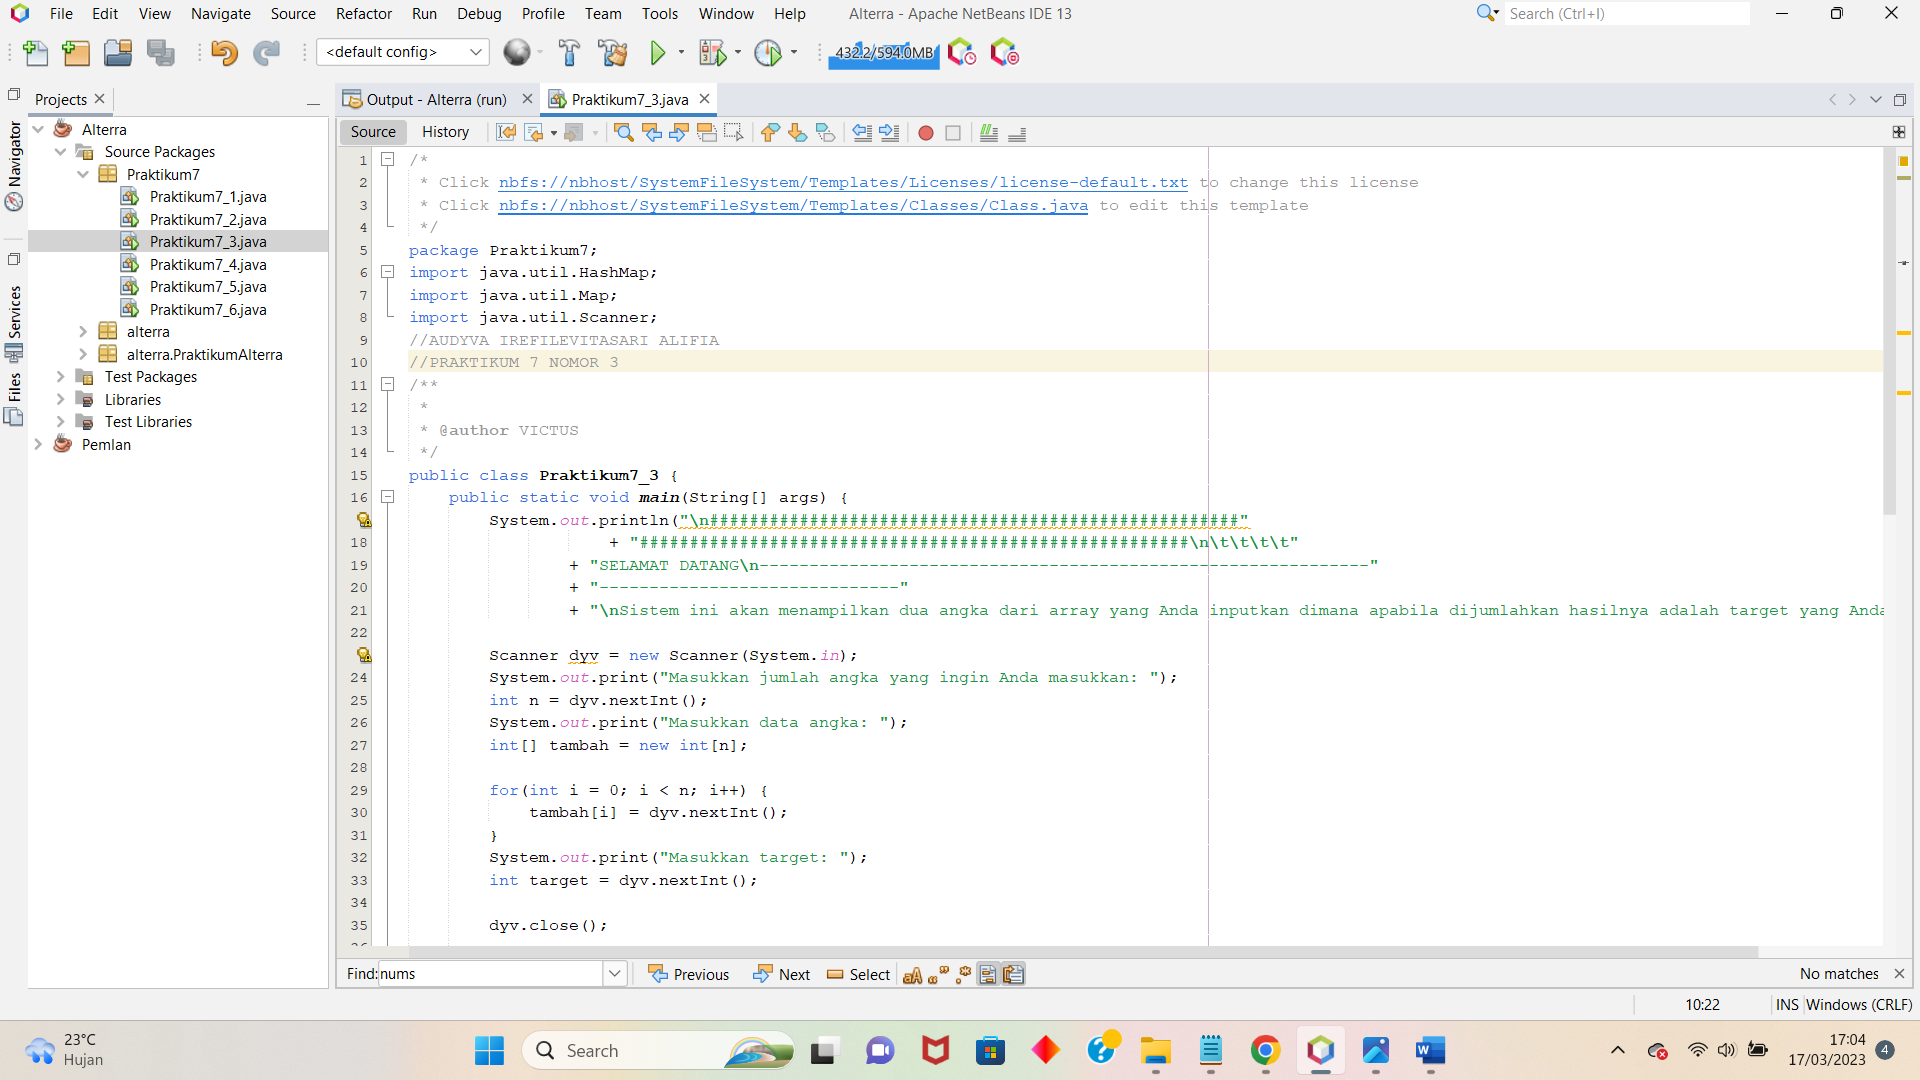 File Edit View Navigate Source Refactor Run Debug Profile Team Tools Window Help Alterra - Apache NetBeans IDE 13 Search (Ctrl+I)
<default config> 432.2/594.0MB
Projects Output - Alterra (run) Praktikum7_3.java
Source History
Navigator
Services
Files
Alterra
Source Packages
Praktikum7
Praktikum7_1.java
Praktikum7_2.java
Praktikum7_3.java
Praktikum7_4.java
Praktikum7_5.java
Praktikum7_6.java
alterra
alterra.PraktikumAlterra
Test Packages
Libraries
Test Libraries
Pemlan
1 /*
2 * Click nbfs://nbhost/SystemFileSystem/Templates/Licenses/license-default.txt to change this license
3 * Click nbfs://nbhost/SystemFileSystem/Templates/Classes/Class.java to edit this template
4 */
5 package Praktikum7;
6 import java.util.HashMap;
7 import java.util.Map;
8 import java.util.Scanner;
9 //AUDYVA IREFILEVITASARI ALIFIA
10 //PRAKTIKUM 7 NOMOR 3
11 /**
12 *
13 * @author VICTUS
14 */
15 public class Praktikum7_3 {
16 public static void main(String[] args) {
System.out.println("\n#####################################################"
18 + "#######################################################\n\t\t\t\t"
19 + "SELAMAT DATANG\n-------------------------------------------------------------"
20 + "------------------------------"
21 + "\nSistem ini akan menampilkan dua angka dari array yang Anda inputkan dimana apabila dijumlahkan hasilnya adalah target yang Anda
22
Scanner dyv = new Scanner(System.in);
24 System.out.print("Masukkan jumlah angka yang ingin Anda masukkan: ");
25 int n = dyv.nextInt();
26 System.out.print("Masukkan data angka: ");
27 int[] tambah = new int[n];
28
29 for(int i = 0; i < n; i++) {
30 tambah[i] = dyv.nextInt();
31 }
32 System.out.print("Masukkan target: ");
33 int target = dyv.nextInt();
34
35 dyv.close();
Find: nums Previous Next Select No matches
10:22 INS Windows (CRLF)
23°C
Hujan
Search
17:04
17/03/2023
4